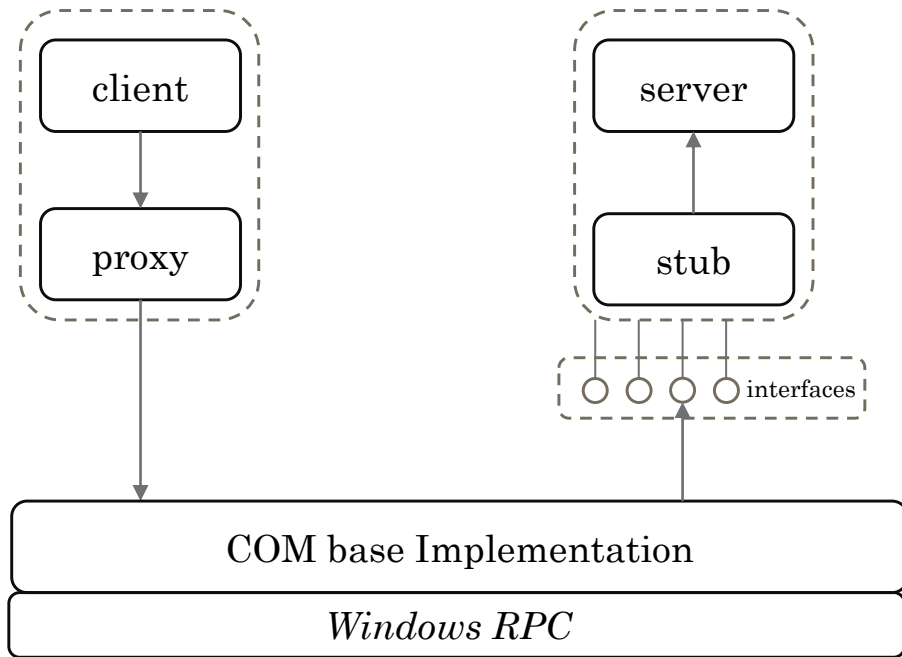 client
server
proxy
stub
interfaces
COM base Implementation
Windows RPC